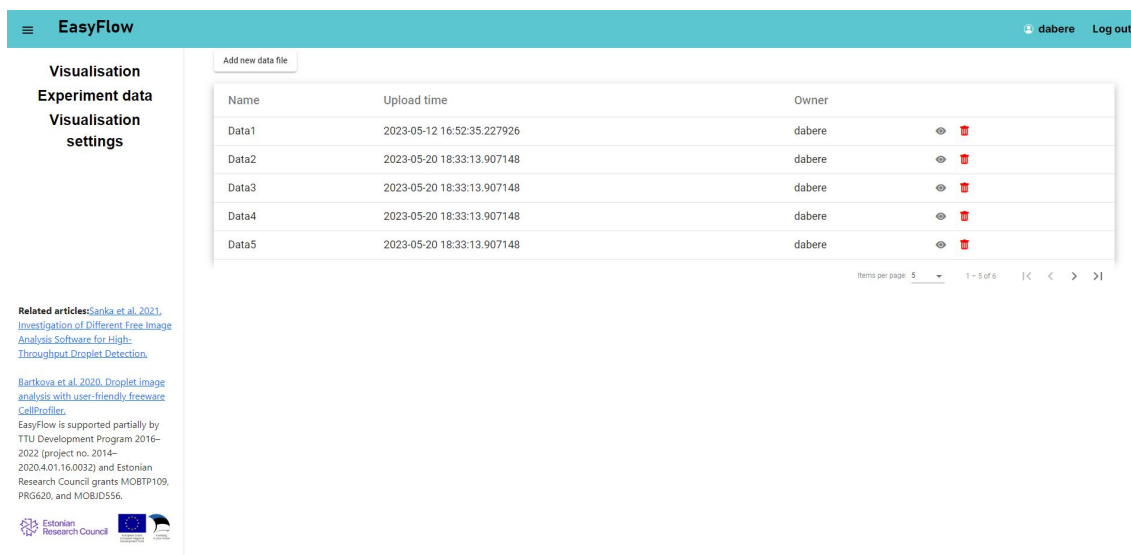 EasyFlow
dabere Log out
Visualisation
Experiment data
Visualisation
settings
Add new data file
Name Upload time Owner
Data1 2023-05-12 16:52:35.227926 dabere
Data2 2023-05-20 18:33:13.907148 dabere
Data3 2023-05-20 18:33:13.907148 dabere
Data4 2023-05-20 18:33:13.907148 dabere
Data5 2023-05-20 18:33:13.907148 dabere
Items per page: 5 1 – 5 of 6
Related articles:Sanka et al. 2021.
Investigation of Different Free Image
Analysis Software for High-
Throughput Droplet Detection.
Bartkova et al. 2020. Droplet image
analysis with user-friendly freeware
CellProfiler.
EasyFlow is supported partially by
TTU Development Program 2016–
2022 (project no. 2014–
2020.4.01.16.0032) and Estonian
Research Council grants MOBTP109,
PRG620, and MOBJD556.
Estonian
Research Council